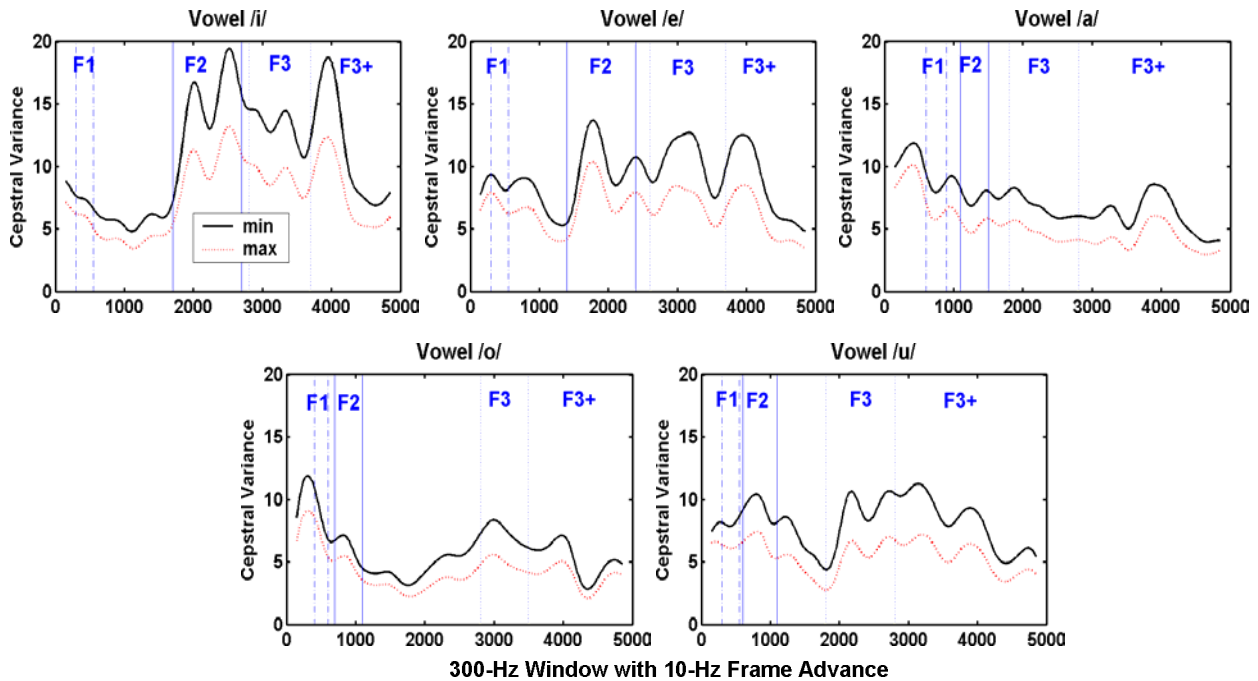 Vowel /i/
20
15
10
5
0
Cepstral Variance
F1
F2
F3
F3+
min
max
0 1000 2000 3000 4000 5000
Vowel /e/
20
15
10
5
0
Cepstral Variance
F1
F2
F3
F3+
0 1000 2000 3000 4000 5000
Vowel /a/
20
15
10
5
0
Cepstral Variance
F1
F2
F3
F3+
0 1000 2000 3000 4000 5000
Vowel /o/
20
15
10
5
0
Cepstral Variance
F1
F2
F3
F3+
0 1000 2000 3000 4000 5000
Vowel /u/
20
15
10
5
0
Cepstral Variance
F1
F2
F3
F3+
0 1000 2000 3000 4000 5000
300-Hz Window with 10-Hz Frame Advance